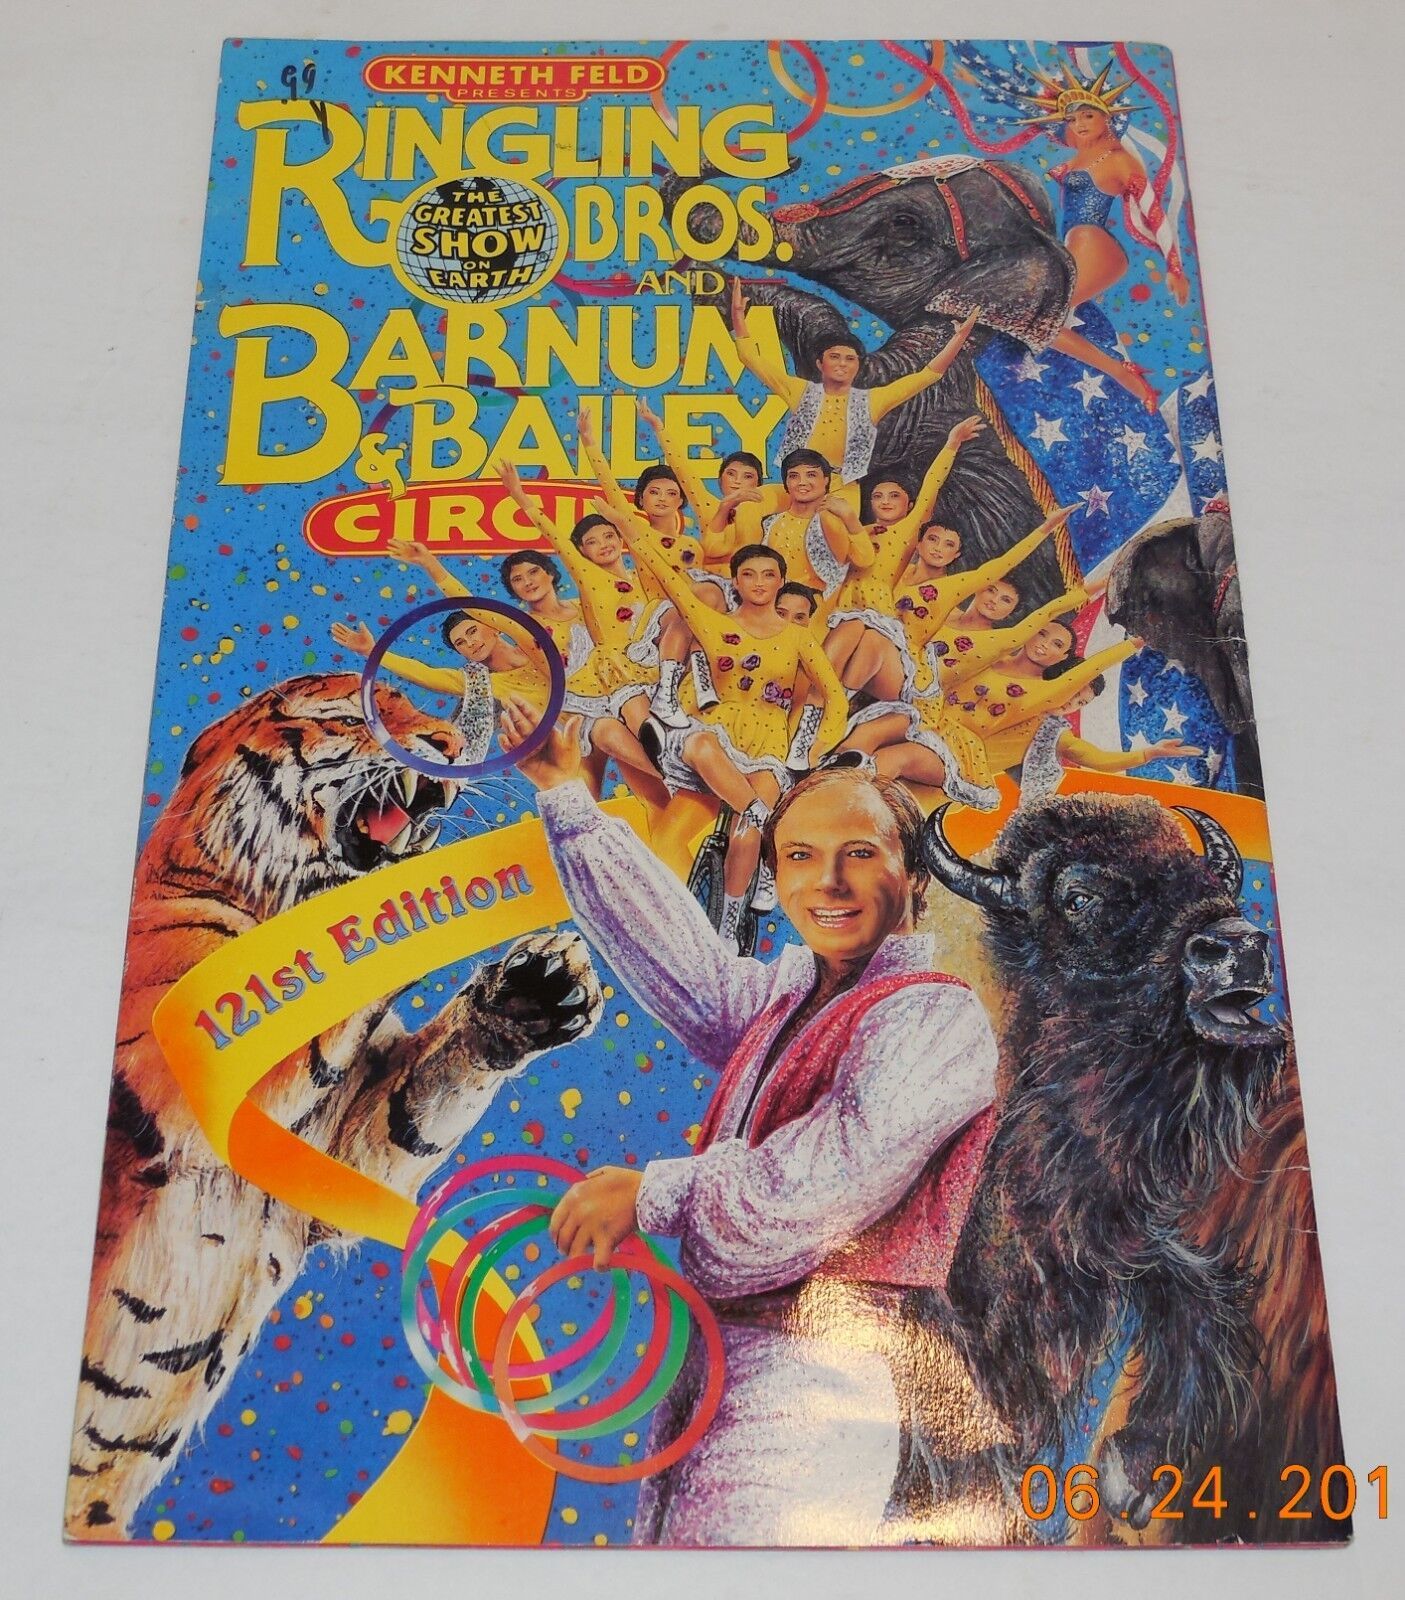 99
KENNETH FELD
PRESENTS
RINGLING
BROS.
THE
GREATEST
SHOW
ON
EARTH®
AND
BARNUM
& BAILEY
CIRCUS
121st Edition
06.24.201